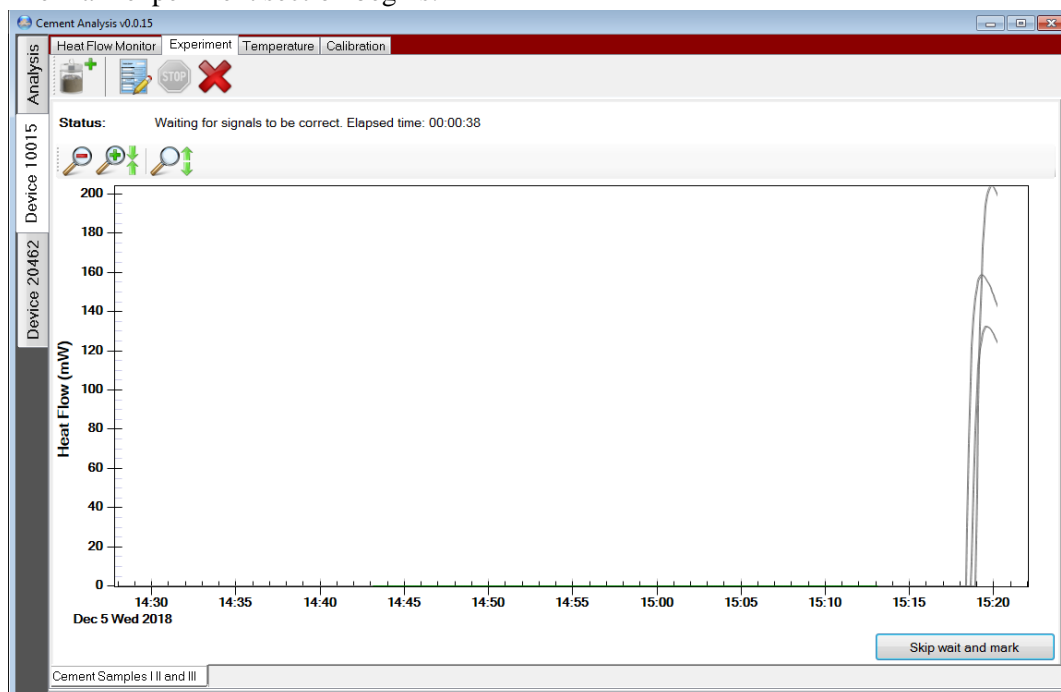 Cement Analysis v0.0.15
Heat Flow Monitor Experiment Temperature Calibration
Analysis
Device 10015
Device 20462
STOP
Status: Waiting for signals to be correct. Elapsed time: 00:00:38
Heat Flow (mW)
200
180
160
140
120
100
80
60
40
20
0
14:30 14:35 14:40 14:45 14:50 14:55 15:00 15:05 15:10 15:15 15:20
Dec 5 Wed 2018
Skip wait and mark
Cement Samples I II and III